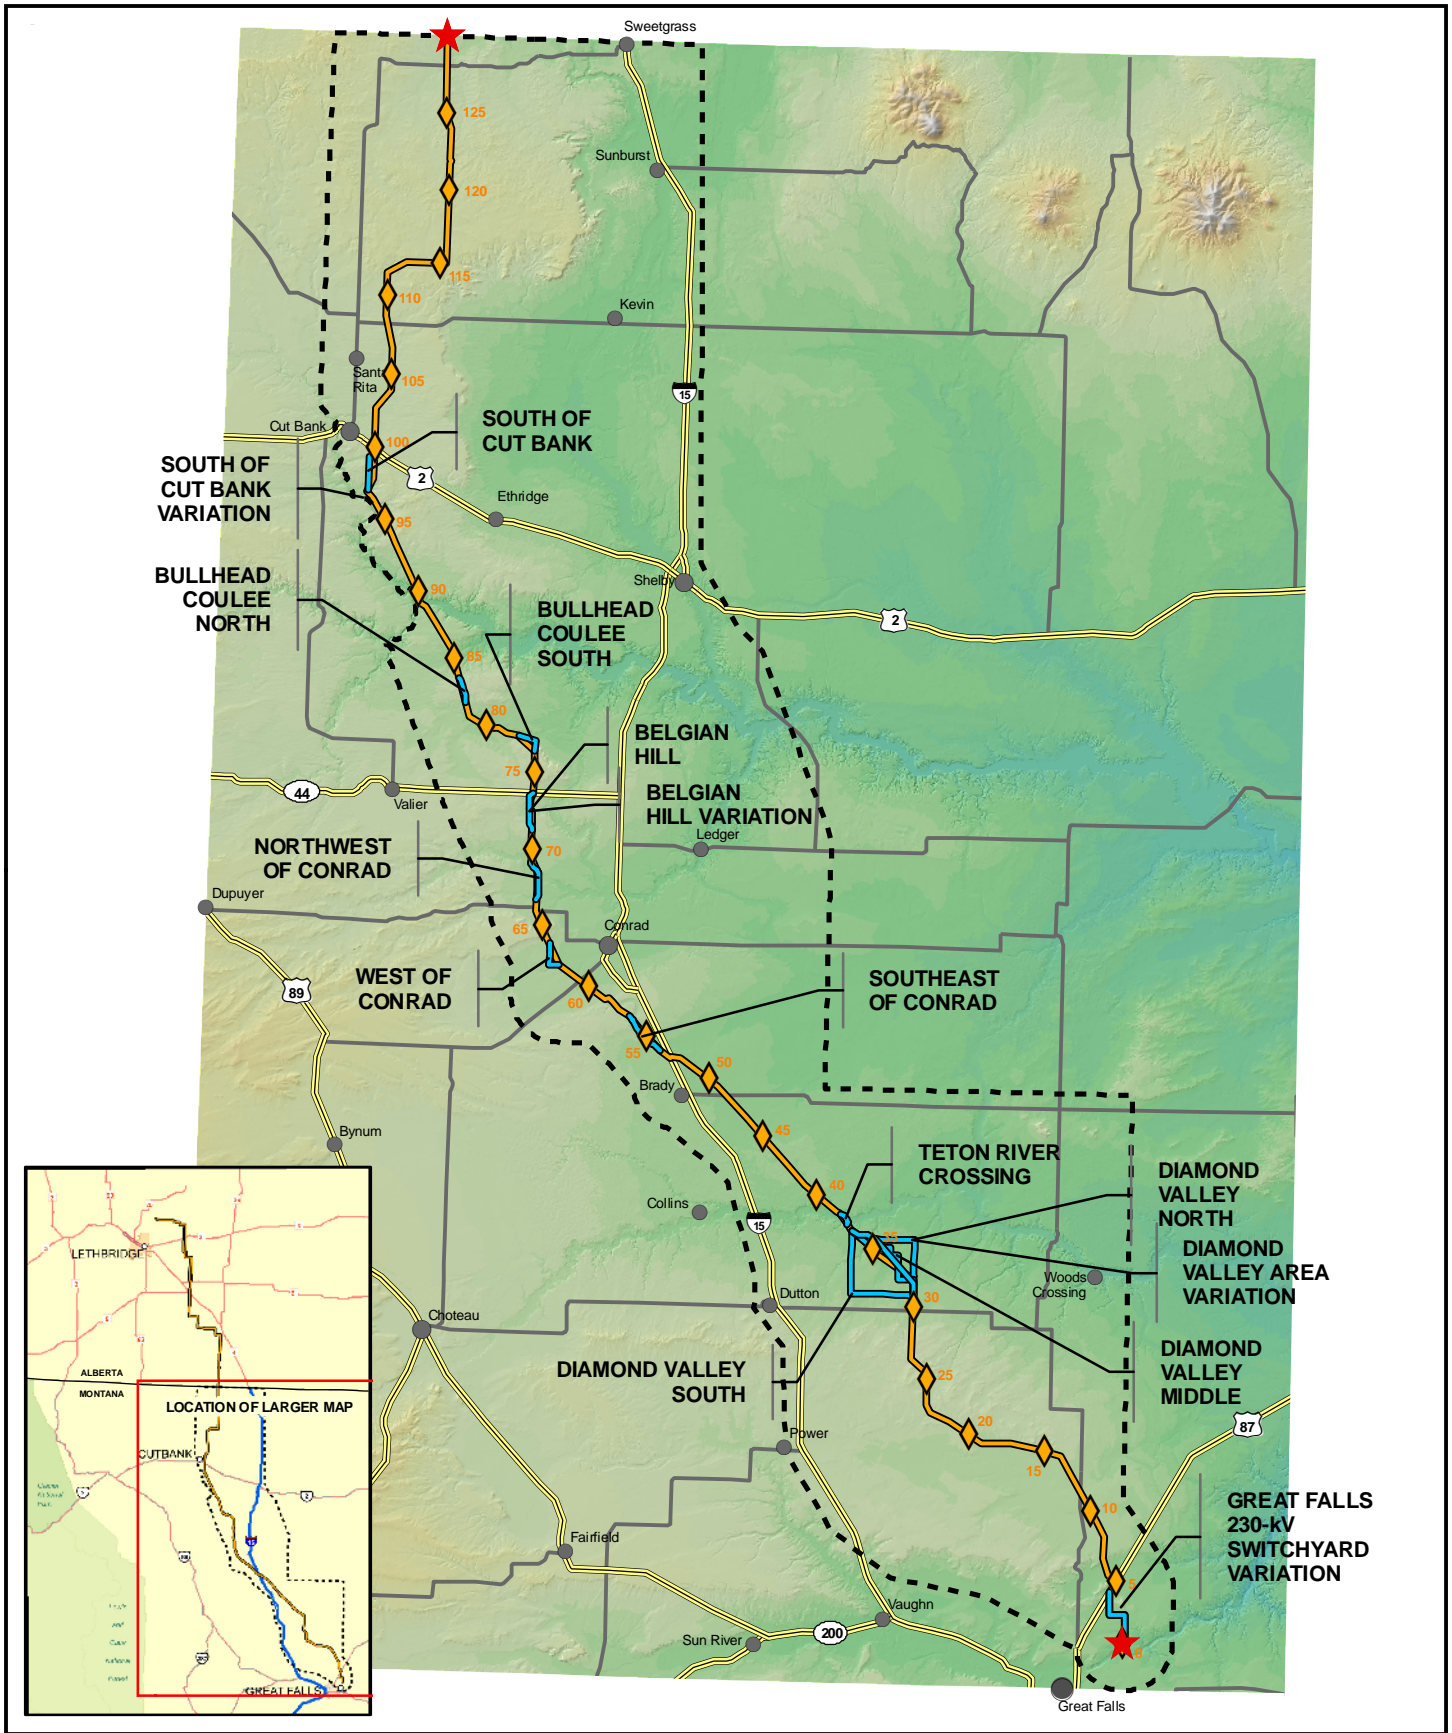 Sweetgrass
125
Sunburst
120
115
110
Kevin
Santa
Rita
105
15
Cut Bank
100
SOUTH OF
CUT BANK
SOUTH OF
CUT BANK
VARIATION
2
Ethridge
95
BULLHEAD
COULEE
NORTH
90
Shelby
BULLHEAD
COULEE
SOUTH
2
85
80
BELGIAN
HILL
75
44
Valier
BELGIAN
HILL VARIATION
Ledger
NORTHWEST
OF CONRAD
70
Dupuyer
65
Conrad
WEST OF
CONRAD
SOUTHEAST
OF CONRAD
89
60
55
50
Brady
45
Bynum
TETON RIVER
CROSSING
40
DIAMOND
VALLEY
NORTH
Collins
15
35
DIAMOND
VALLEY AREA
VARIATION
Woods
Crossing
Dutton
30
Choteau
DIAMOND VALLEY
SOUTH
DIAMOND
VALLEY
MIDDLE
25
20
Power
87
15
10
GREAT FALLS
230-kV
SWITCHYARD
VARIATION
Fairfield
5
Vaughn
200
Sun River
0
Great Falls
LETHBRIDGE
ALBERTA
MONTANA
LOCATION OF LARGER MAP
CUTBANK
GREAT FALLS